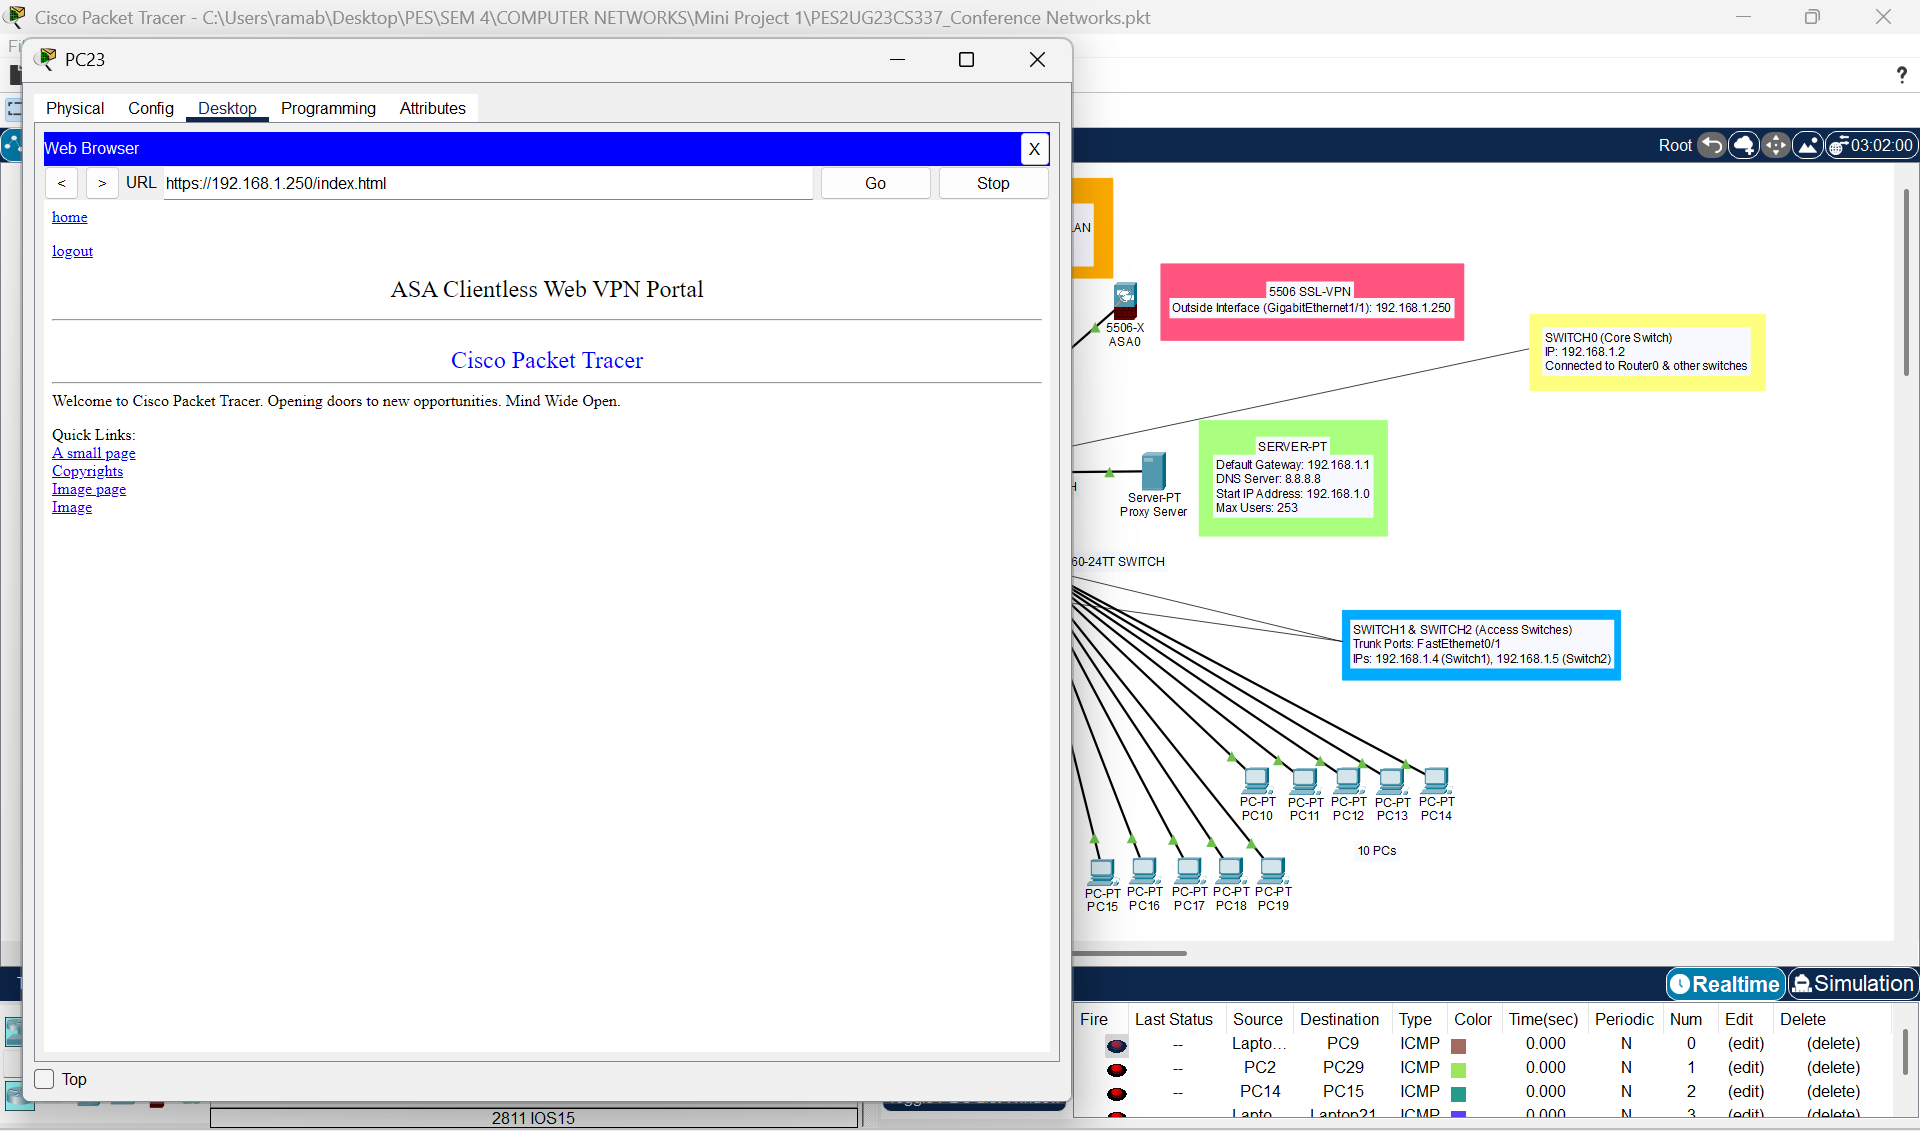 Cisco Packet Tracer - C:\Users\ramab\Desktop\PES\SEM 4\COMPUTER NETWORKS\Mini Project 1\PES2UG23CS337_Conference Networks.pkt
PC23
?
Physical Config Desktop Programming Attributes
Web Browser X
< > URL https://192.168.1.250/index.html Go Stop
home
logout
ASA Clientless Web VPN Portal
Cisco Packet Tracer
Welcome to Cisco Packet Tracer. Opening doors to new opportunities. Mind Wide Open.
Quick Links:
A small page
Copyrights
Image page
Image
Top
2811 IOS15
Root 03:02:00
5506-X
ASA0
5506 SSL-VPN
Outside Interface (GigabitEthernet1/1): 192.168.1.250
SWITCH0 (Core Switch)
IP: 192.168.1.2
Connected to Router0 & other switches
Server-PT
Proxy Server
SERVER-PT
Default Gateway: 192.168.1.1
DNS Server: 8.8.8.8
Start IP Address: 192.168.1.0
Max Users: 253
60-24TT SWITCH
SWITCH1 & SWITCH2 (Access Switches)
Trunk Ports: FastEthernet0/1
IPs: 192.168.1.4 (Switch1), 192.168.1.5 (Switch2)
PC-PT PC-PT PC-PT PC-PT PC-PT
PC10 PC11 PC12 PC13 PC14
10 PCs
PC-PT PC-PT PC-PT PC-PT PC-PT
PC15 PC16 PC17 PC18 PC19
Realtime Simulation
Fire Last Status Source Destination Type Color Time(sec) Periodic Num Edit Delete
-- Lapto... PC9 ICMP 0.000 N 0 (edit) (delete)
-- PC2 PC29 ICMP 0.000 N 1 (edit) (delete)
-- PC14 PC15 ICMP 0.000 N 2 (edit) (delete)
-- Lapto... Laptop21 ICMP 0.000 N 3 (edit) (delete)